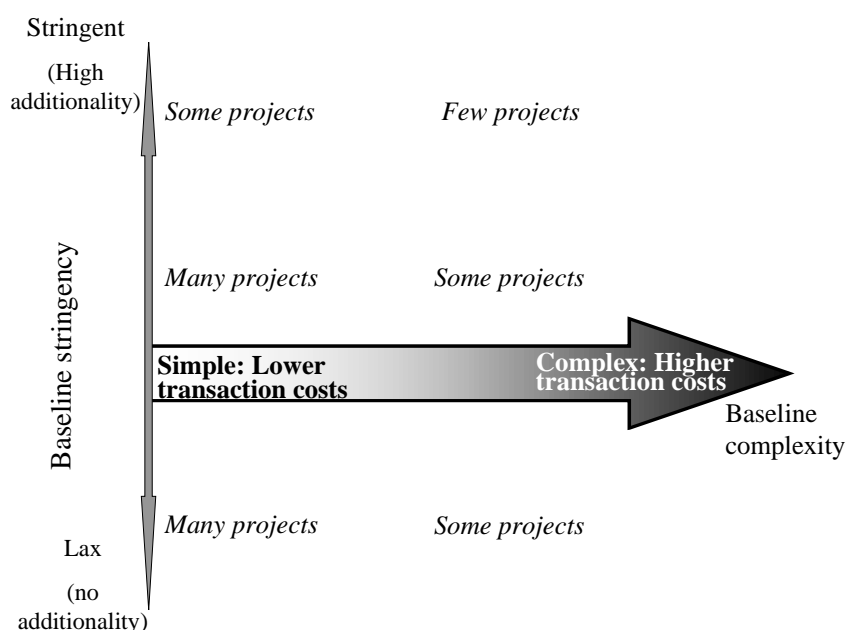 Stringent
(High
additionality)
Some projects
Few projects
Baseline stringency
Many projects
Some projects
Simple: Lower
transaction costs
Complex: Higher
transaction costs
Baseline
complexity
Many projects
Some projects
Lax
(no
additionality)